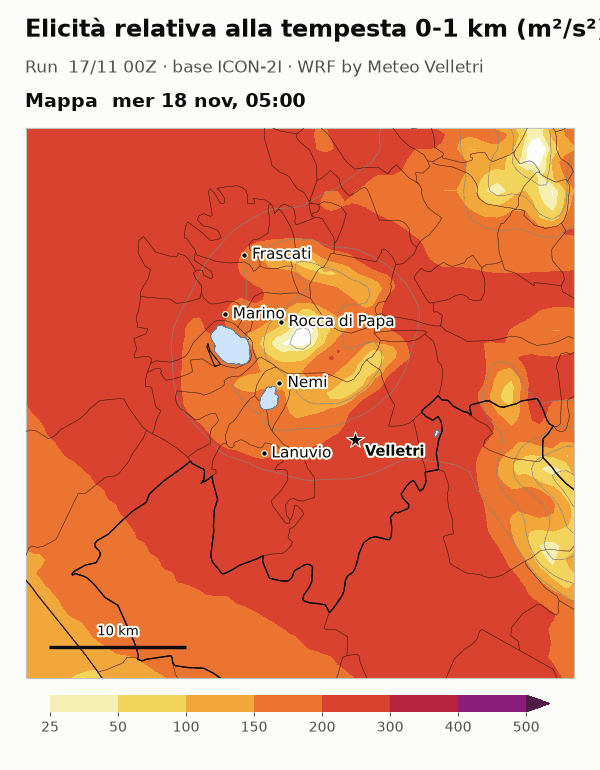 Elicità relativa alla tempesta 0-1 km (m²/s²)
Run  17/11 00Z · base ICON-2I · WRF by Meteo Velletri
Mappa  mer 18 nov, 05:00
Frascati
Marino
Rocca di Papa
Nemi
Lanuvio
Velletri
10 km
25 50 100 150 200 300 400 500